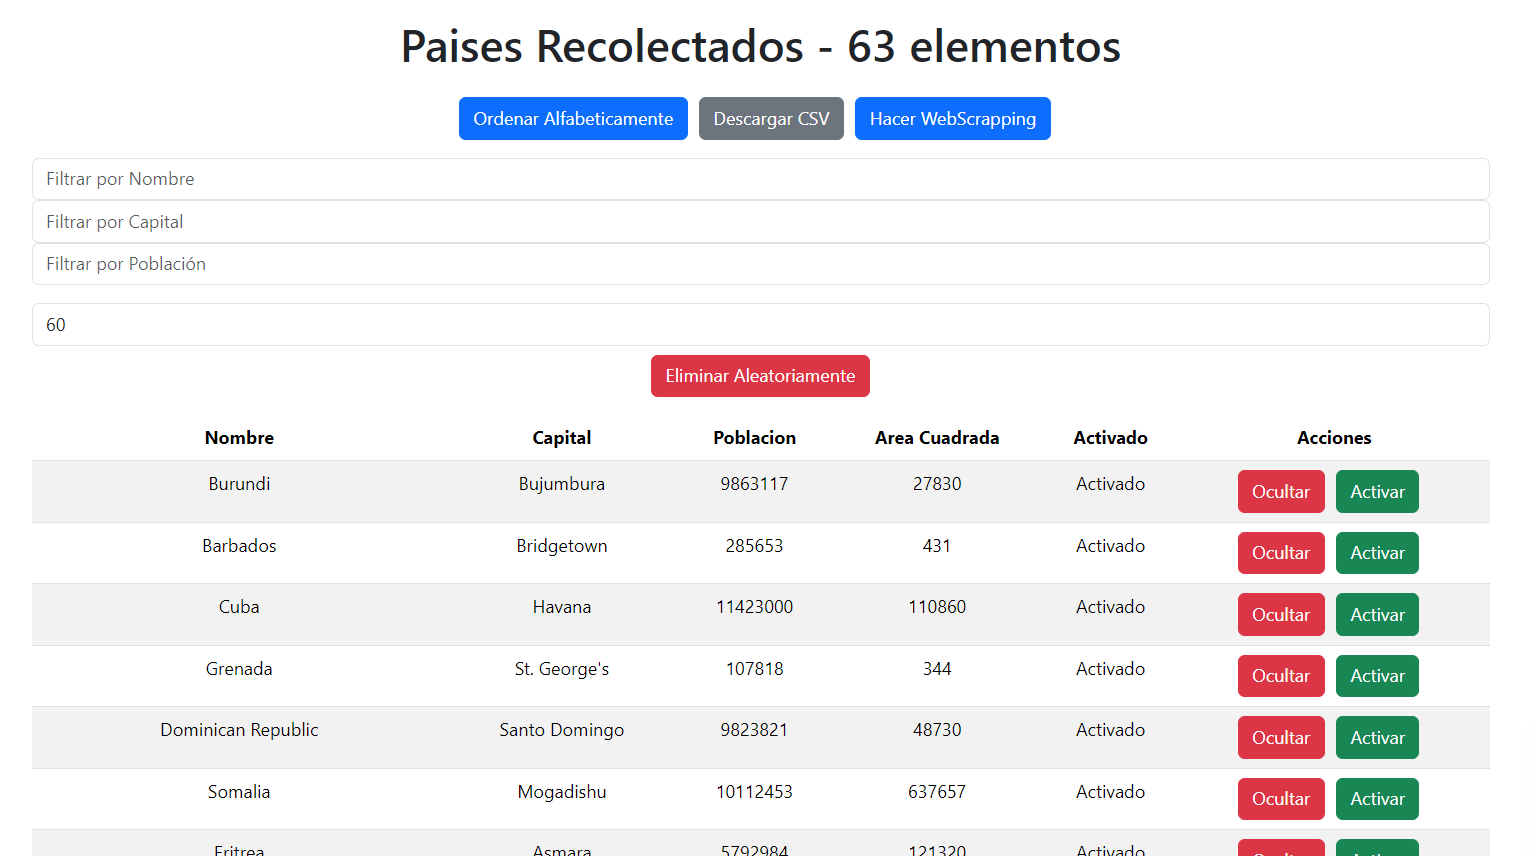 Paises Recolectados - 63 elementos
Ordenar Alfabeticamente Descargar CSV Hacer WebScrapping
Filtrar por Nombre
Filtrar por Capital
Filtrar por Población
60
Eliminar Aleatoriamente
Nombre Capital Poblacion Area Cuadrada Activado Acciones
Burundi Bujumbura 9863117 27830 Activado Ocultar Activar
Barbados Bridgetown 285653 431 Activado Ocultar Activar
Cuba Havana 11423000 110860 Activado Ocultar Activar
Grenada St. George's 107818 344 Activado Ocultar Activar
Dominican Republic Santo Domingo 9823821 48730 Activado Ocultar Activar
Somalia Mogadishu 10112453 637657 Activado Ocultar Activar
Eritrea Asmara 5792984 121320 Activado Ocultar Activar